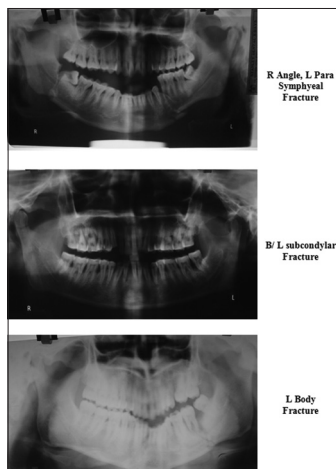 R Angle, L Para
Symphyeal
Fracture
R
L
B/ L subcondylar
Fracture
R
L
L Body
Fracture